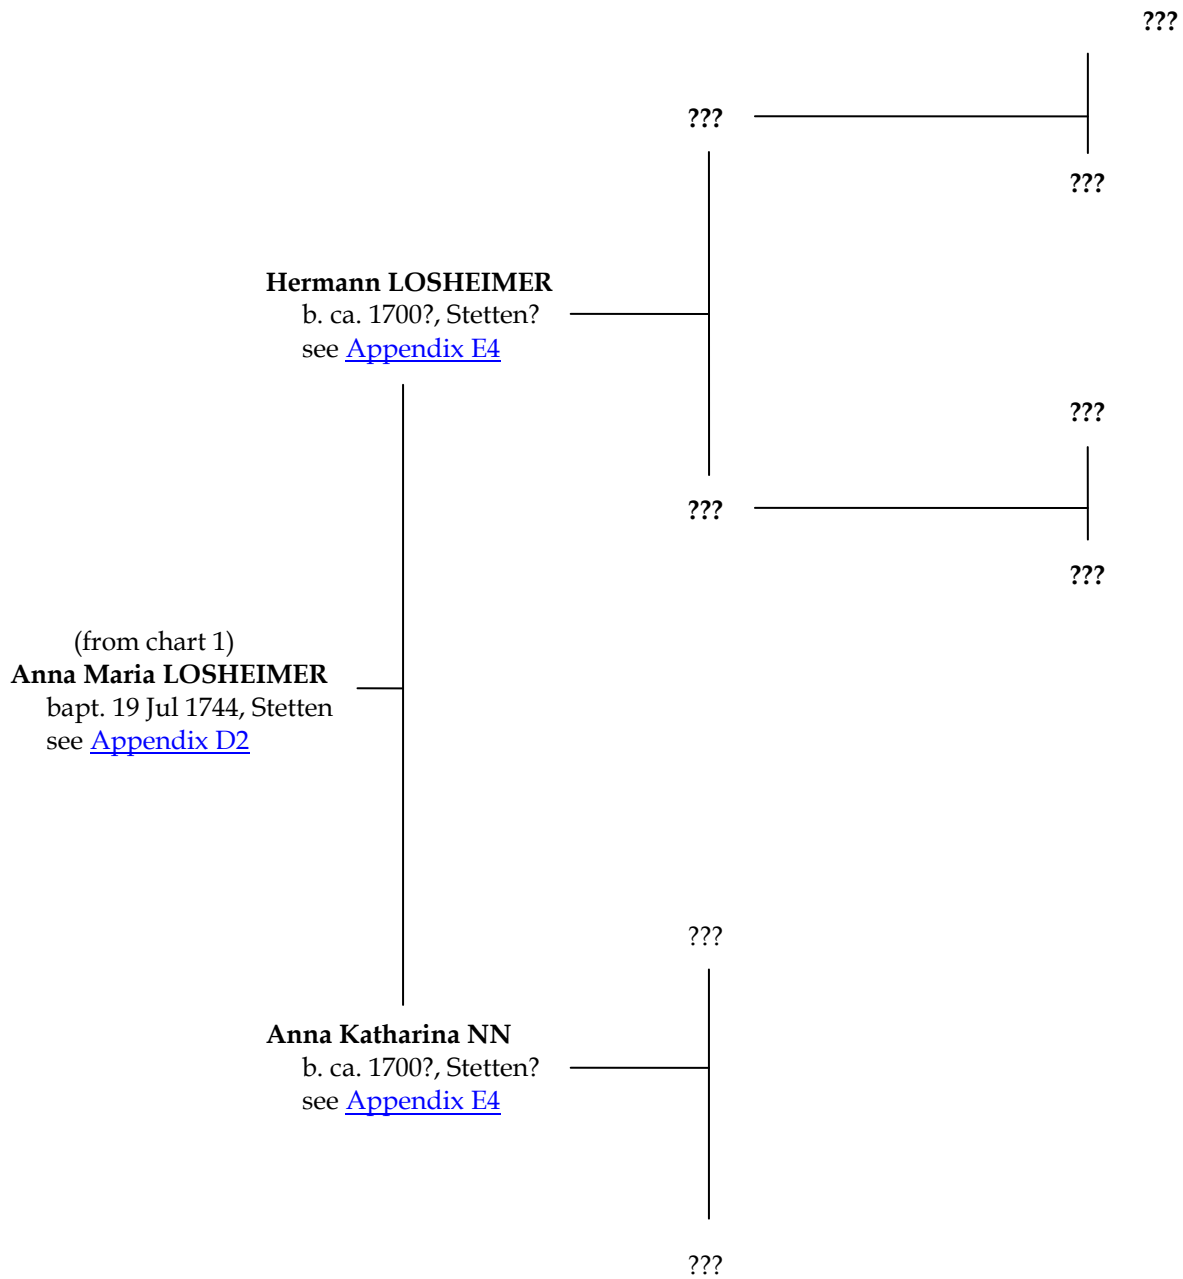 ???
???
???
Hermann LOSHEIMER
b. ca. 1700?, Stetten?
see Appendix E4
???
???
???
(from chart 1)
Anna Maria LOSHEIMER
bapt. 19 Jul 1744, Stetten
see Appendix D2
???
Anna Katharina NN
b. ca. 1700?, Stetten?
see Appendix E4
???